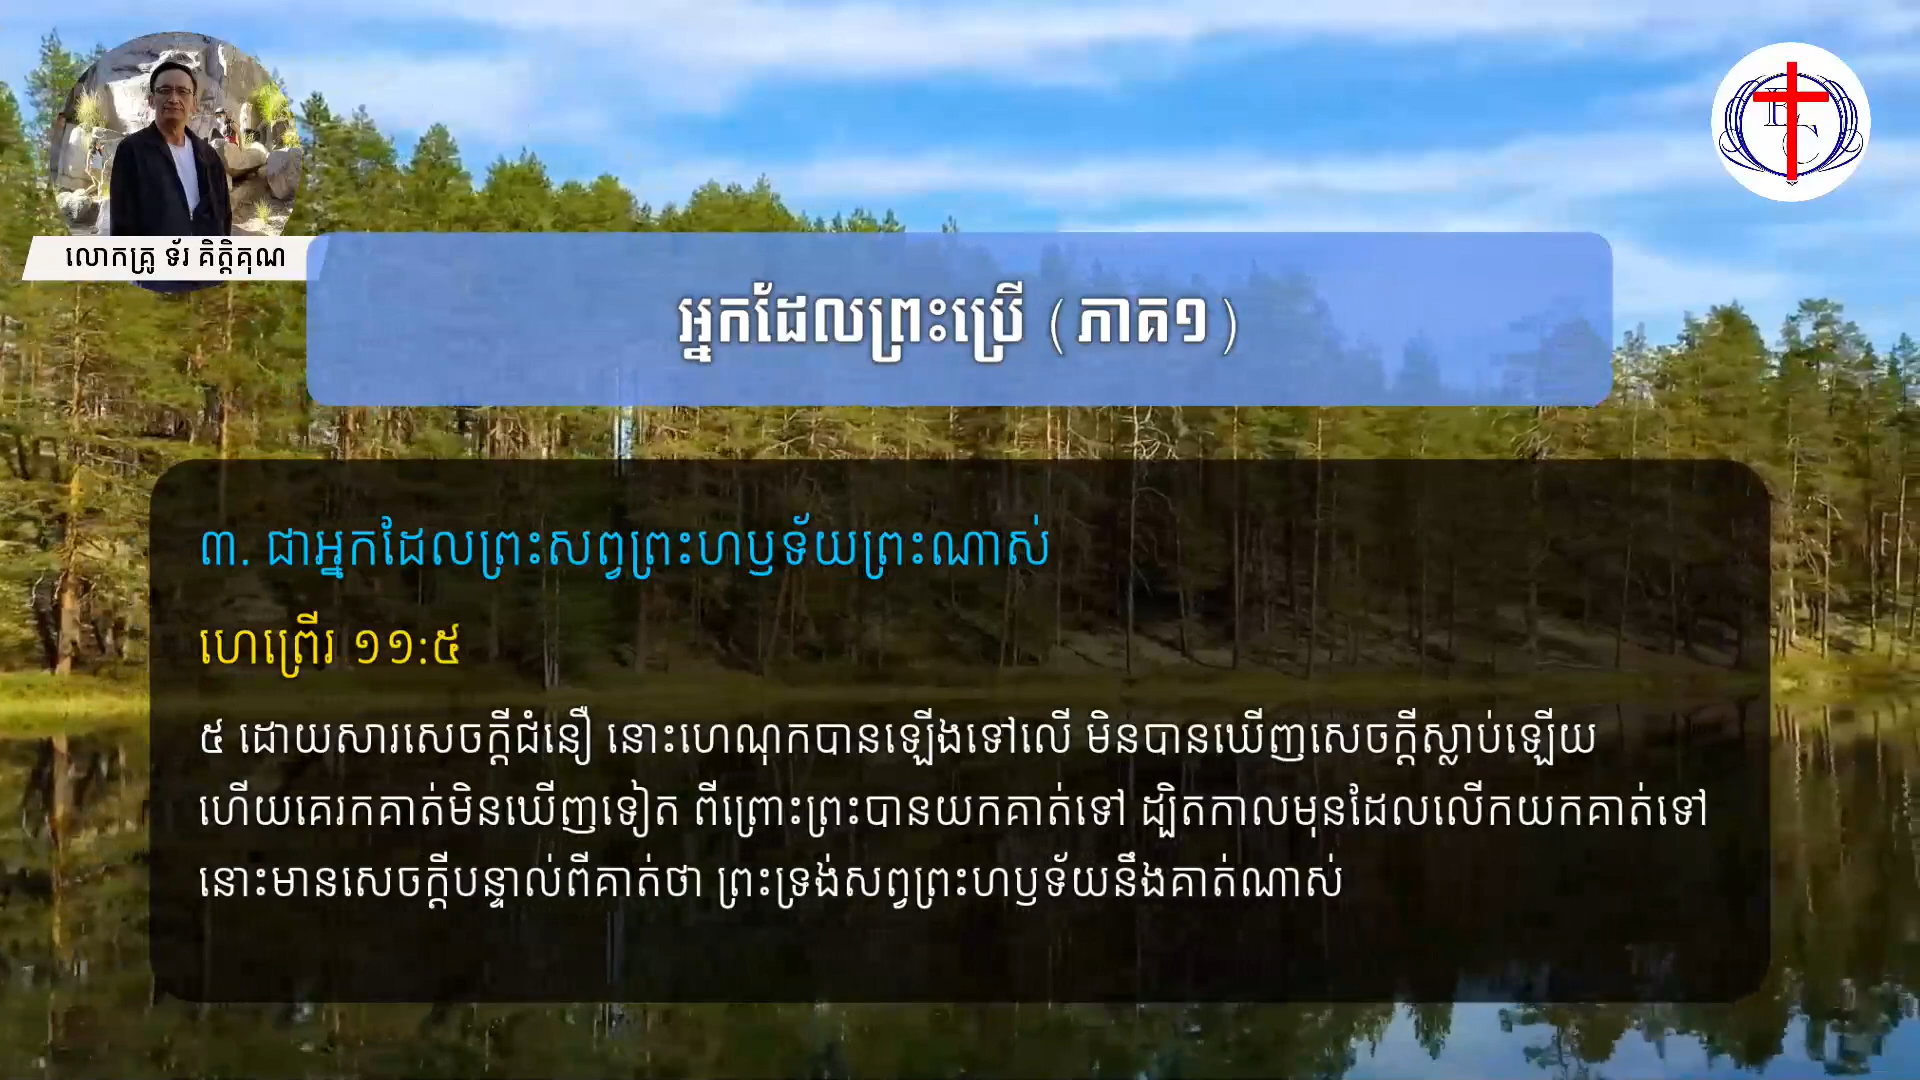 លោកគ្រូ ទ័រ គិត្តិគុណ
E
C
អ្នកដែលព្រះប្រើ (ភាគ១)
៣. ជាអ្នកដែលព្រះសព្វព្រះហឫទ័យព្រះណាស់
ហេព្រើរ ១១:៥
៥ ដោយសារសេចក្ដីជំនឿ នោះហេណុកបានឡើងទៅលើ មិនបានឃើញសេចក្ដីស្លាប់ឡើយ
ហើយគេរកគាត់មិនឃើញទៀត ពីព្រោះព្រះបានយកគាត់ទៅ ដ្បិតកាលមុនដែលលើកយកគាត់ទៅ
នោះមានសេចក្ដីបន្ទាល់ពីគាត់ថា ព្រះទ្រង់សព្វព្រះហឫទ័យនឹងគាត់ណាស់